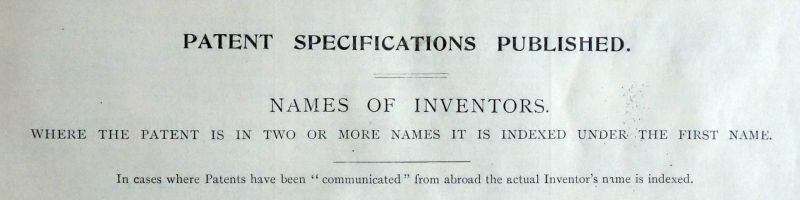 PATENT SPECIFICATIONS PUBLISHED.
NAMES OF INVENTORS.
WHERE THE PATENT IS IN TWO OR MORE NAMES IT IS INDEXED UNDER THE FIRST NAME.
In cases where Patents have been "communicated" from abroad the actual Inventor's name is indexed.